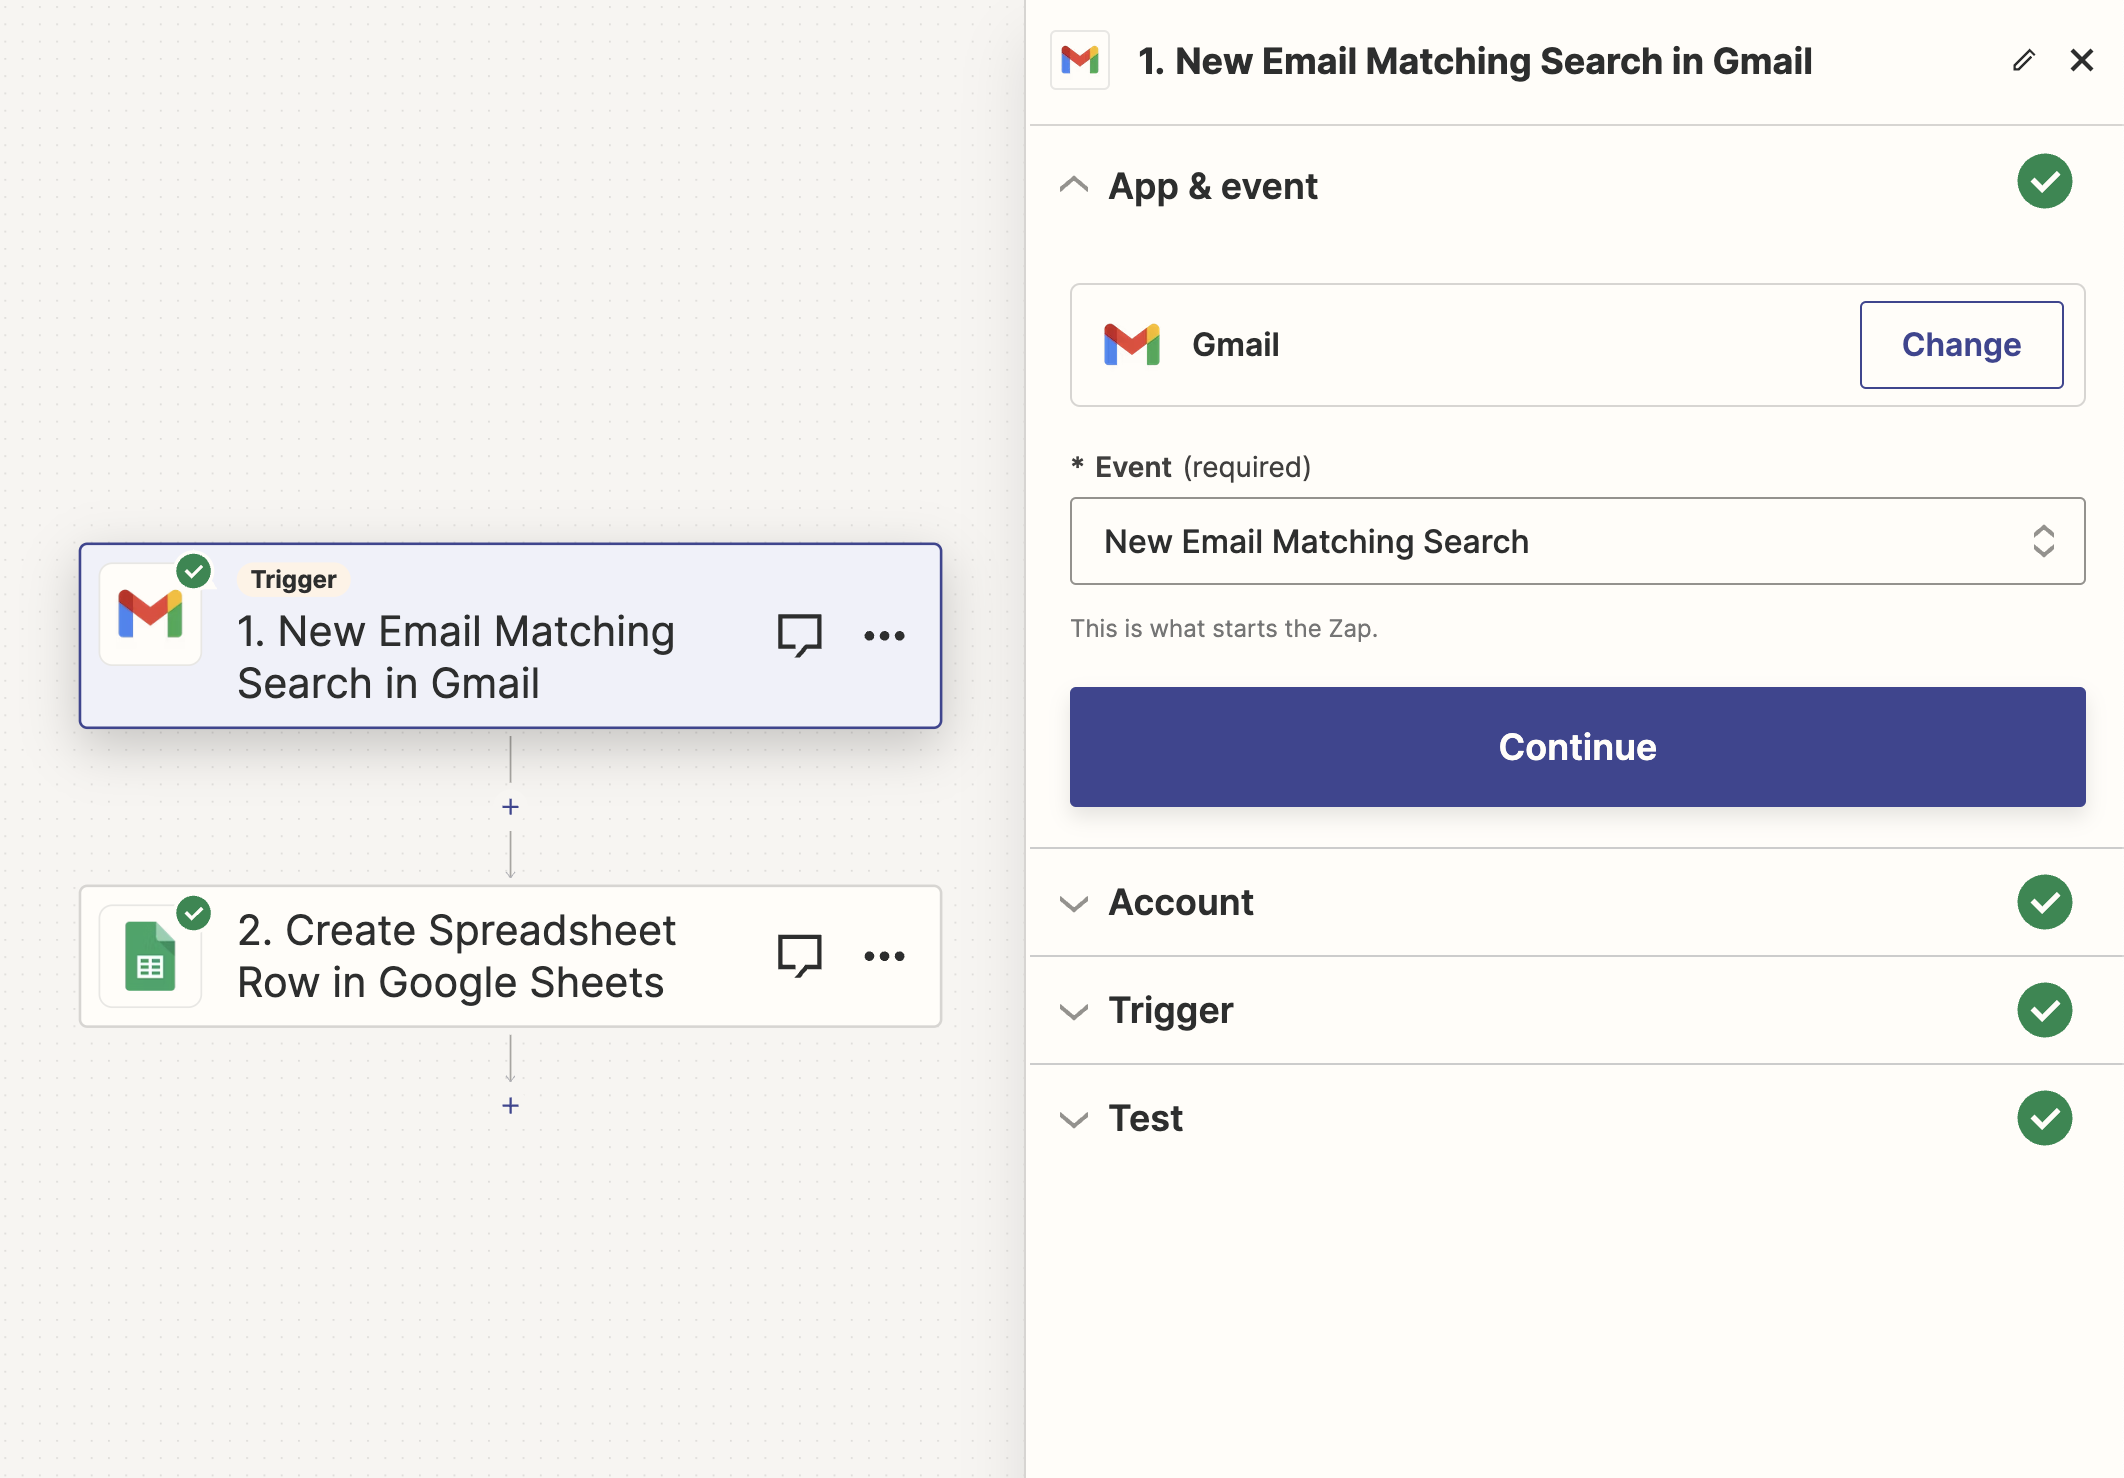 Trigger
1. New Email Matching
Search in Gmail
2. Create Spreadsheet
Row in Google Sheets
1. New Email Matching Search in Gmail
App & event
Gmail
Change
* Event (required)
New Email Matching Search
This is what starts the Zap.
Continue
Account
Trigger
Test